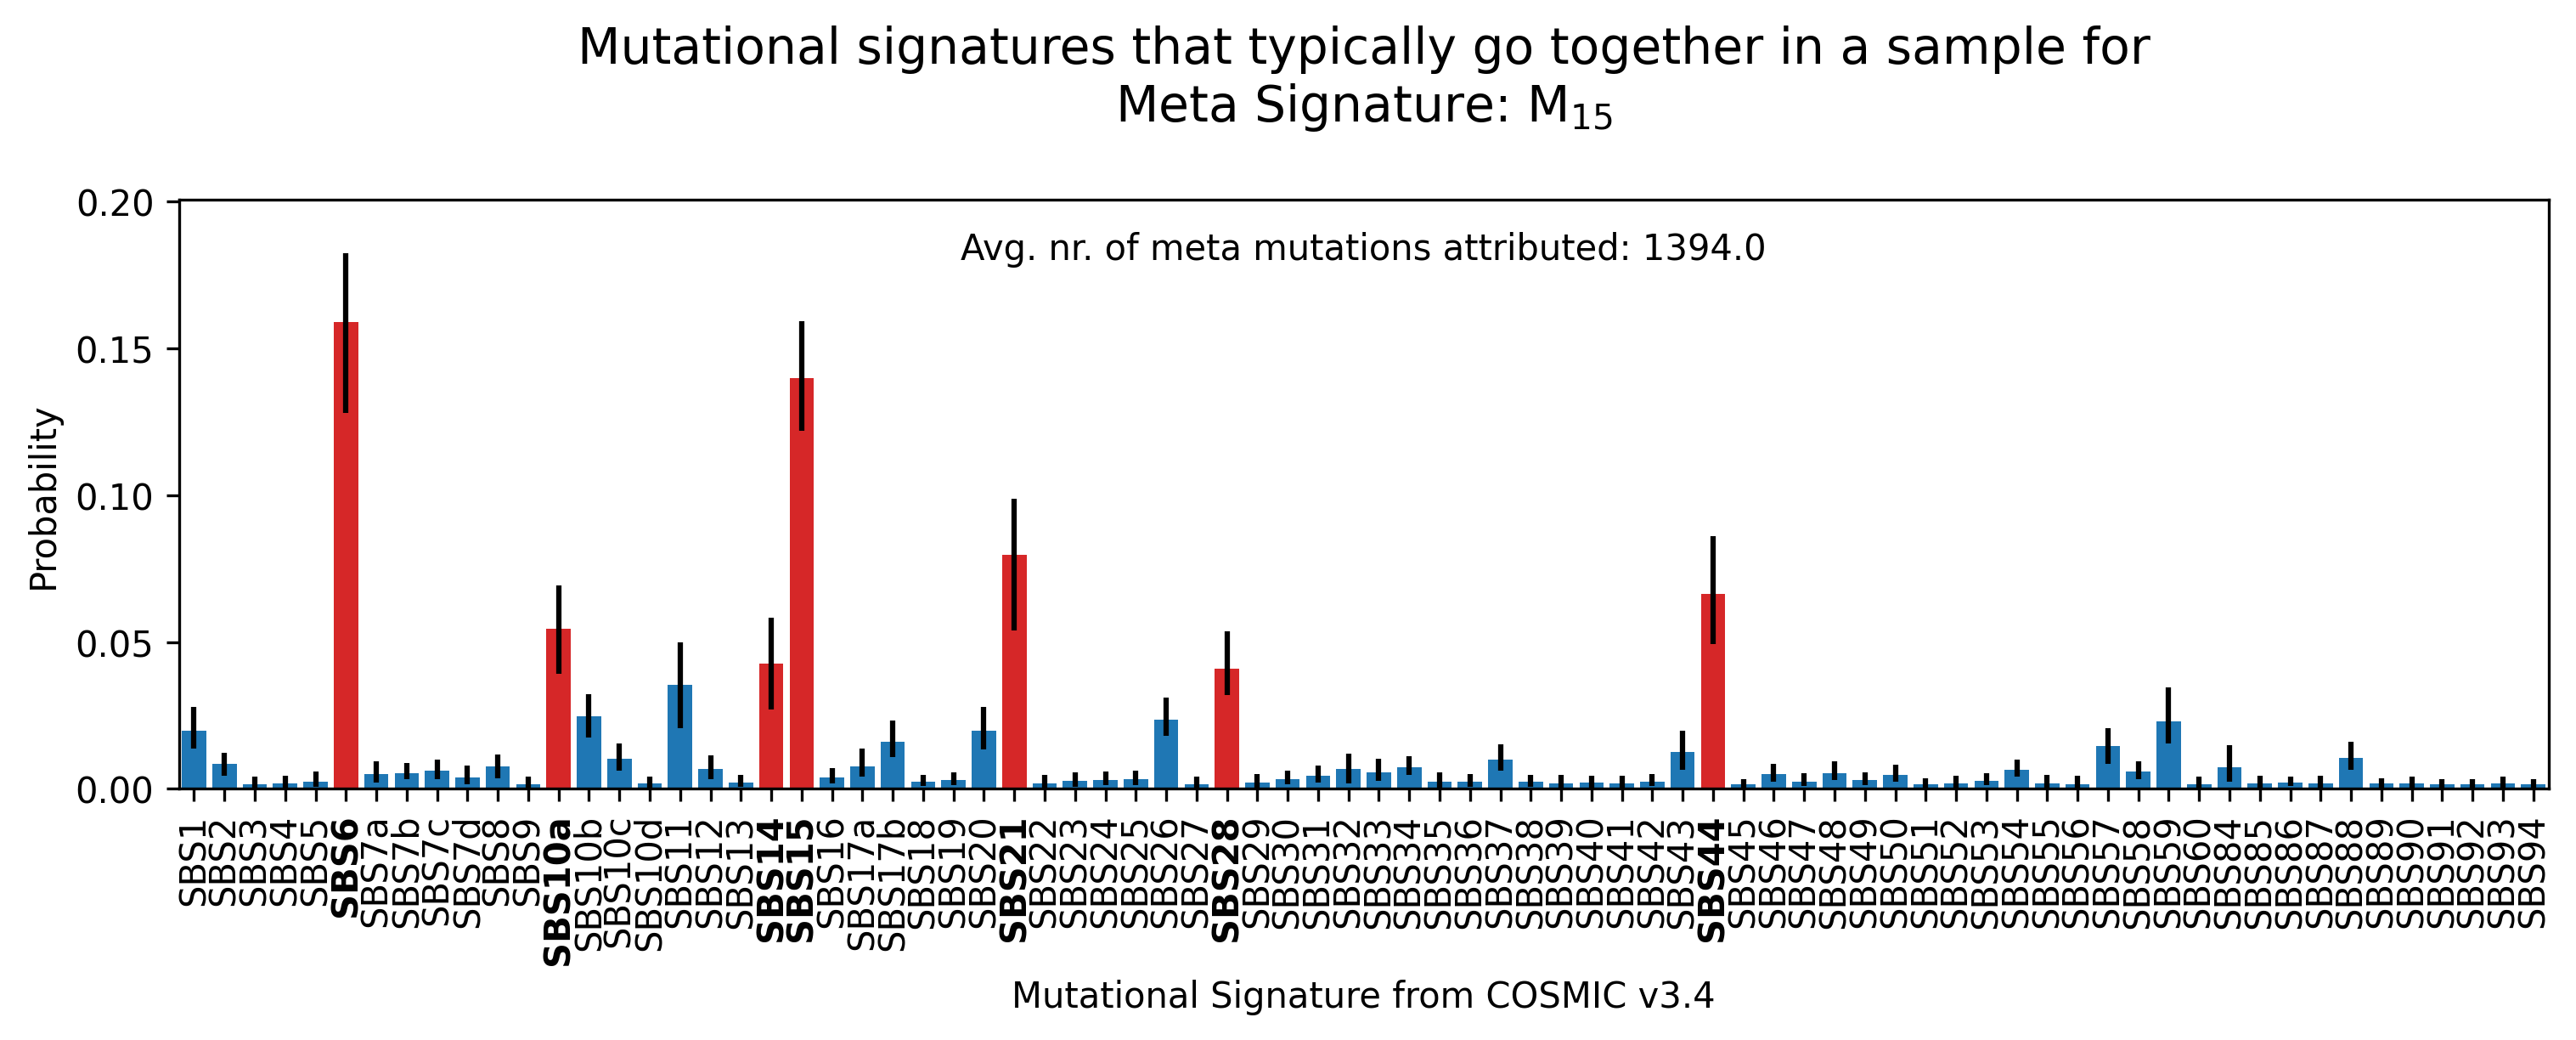 Mutational signatures that typically go together in a sample for
Meta Signature: M₁₅
Avg. nr. of meta mutations attributed: 1394.0
Probability
0.20
0.15
0.10
0.05
0.00
SBS1
SBS2
SBS3
SBS4
SBS5
SBS6
SBS7a
SBS7b
SBS7c
SBS7d
SBS8
SBS9
SBS10a
SBS10b
SBS10c
SBS10d
SBS11
SBS12
SBS13
SBS14
SBS15
SBS16
SBS17a
SBS17b
SBS18
SBS19
SBS20
SBS21
SBS22
SBS23
SBS24
SBS25
SBS26
SBS27
SBS28
SBS29
SBS30
SBS31
SBS32
SBS33
SBS34
SBS35
SBS36
SBS37
SBS38
SBS39
SBS40
SBS41
SBS42
SBS43
SBS44
SBS45
SBS46
SBS47
SBS48
SBS49
SBS50
SBS51
SBS52
SBS53
SBS54
SBS55
SBS56
SBS57
SBS58
SBS59
SBS60
SBS84
SBS85
SBS86
SBS87
SBS88
SBS89
SBS90
SBS91
SBS92
SBS93
SBS94
Mutational Signature from COSMIC v3.4